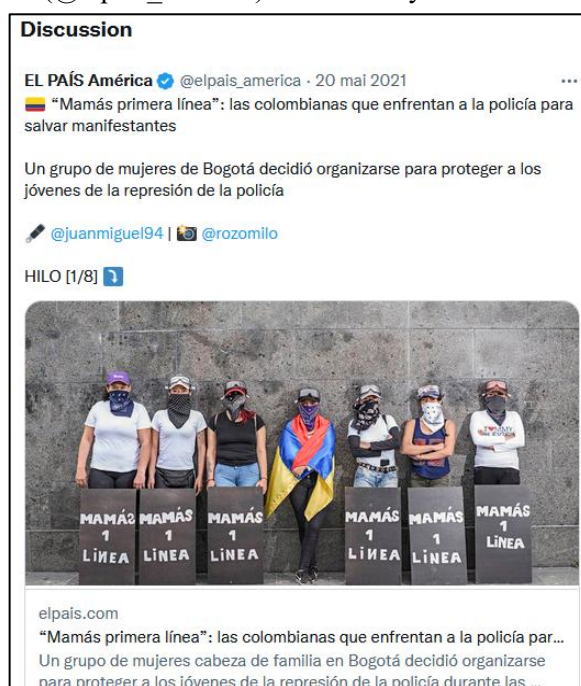 Discussion
EL PAÍS América @elpais_america · 20 mai 2021
"Mamás primera línea": las colombianas que enfrentan a la policía para
salvar manifestantes
Un grupo de mujeres de Bogotá decidió organizarse para proteger a los
jóvenes de la represión de la policía
@juanmiguel94 | @rozomilo
HILO [1/8]
MAMÁS MAMÁS MAMÁS MAMÁS MAMÁS MAMÁS
1 1 1 1 1 1
LiNEA LiNEA LiNEA LiNEA LiNEA LiNEA
TOMMY
elpais.com
"Mamás primera línea": las colombianas que enfrentan a la policía par...
Un grupo de mujeres cabeza de familia en Bogotá decidió organizarse
para proteger a los jóvenes de la represión de la policía durante las ...